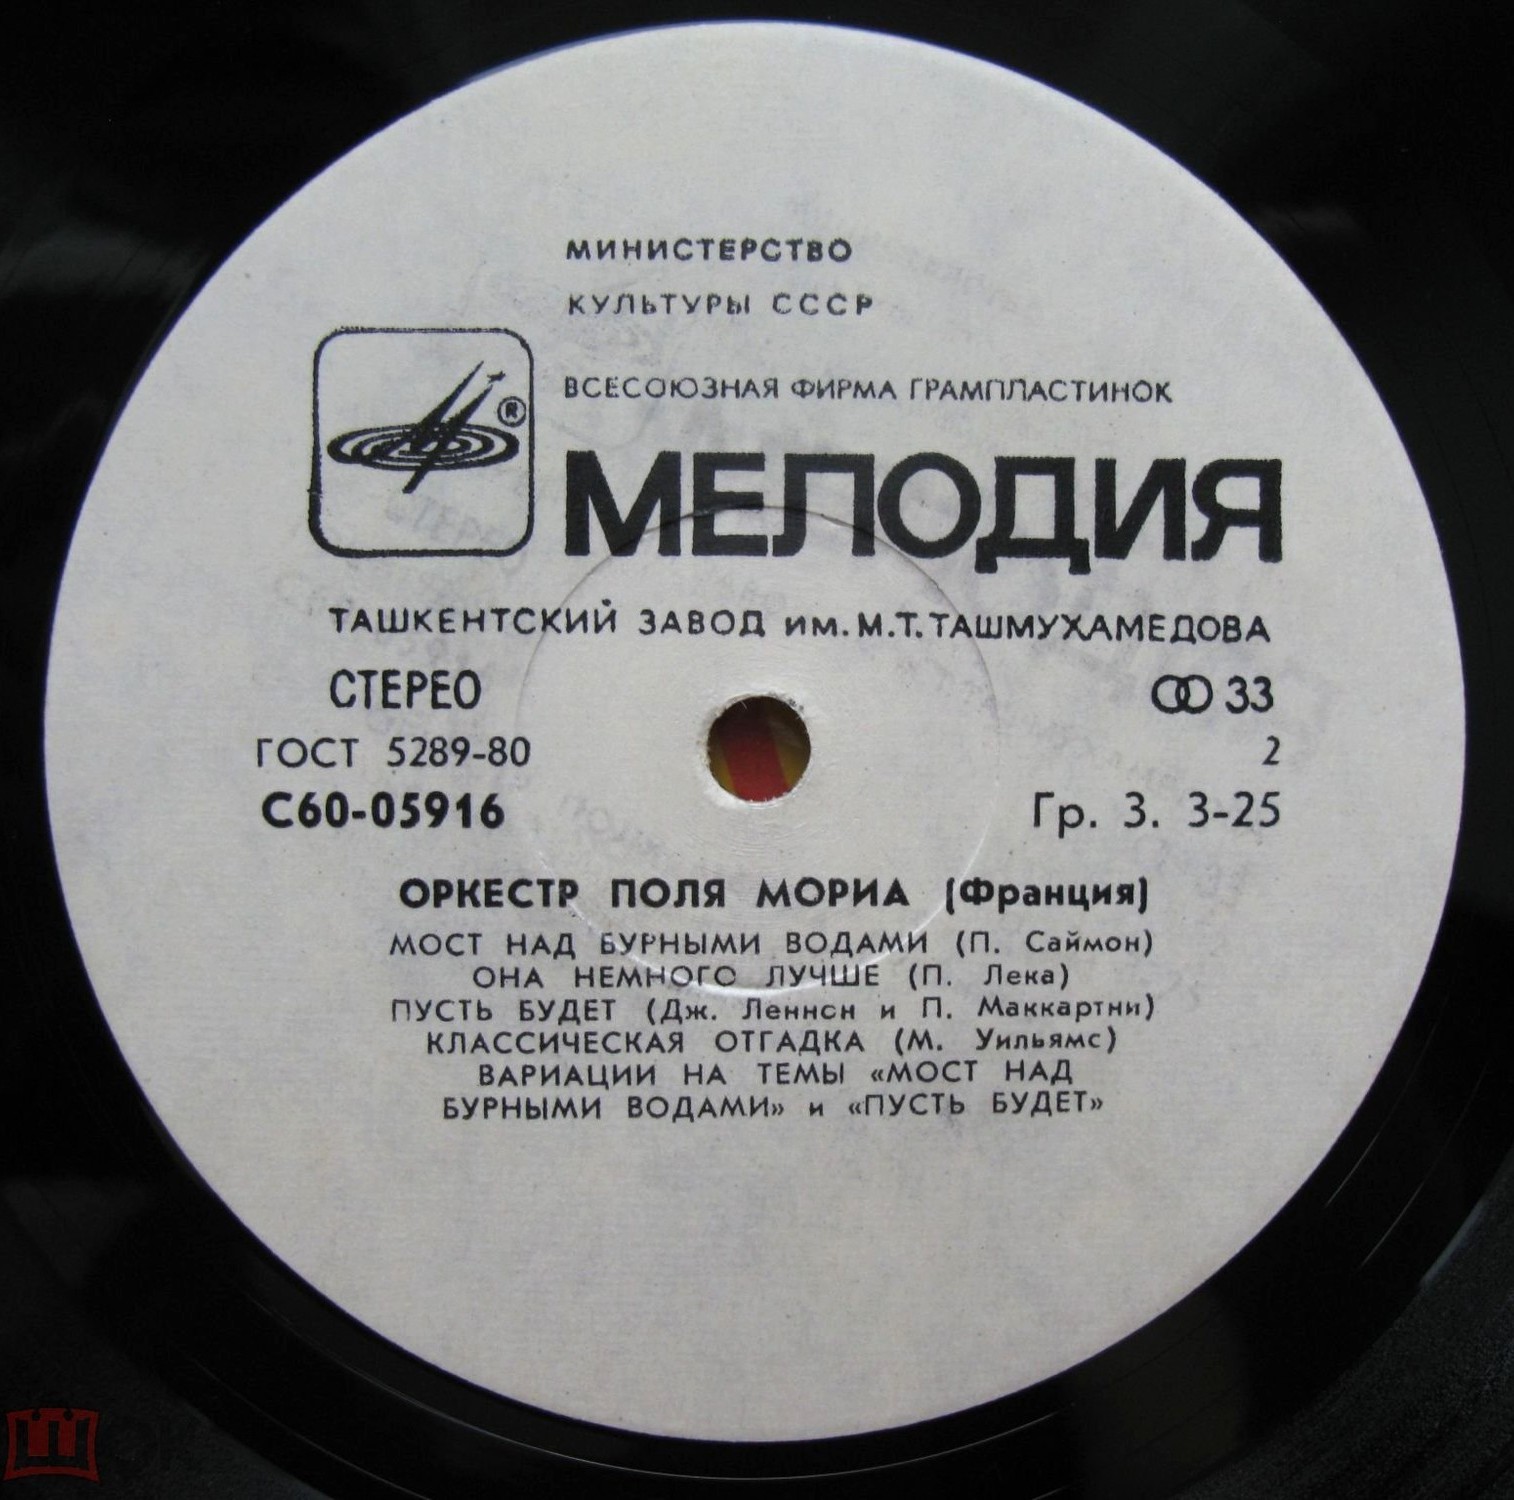 МИНИСТЕРСТВО
КУЛЬТУРЫ СССР
ВСЕСОЮЗНАЯ ФИРМА ГРАМПЛАСТИНОК
®
МЕЛОДИЯ
ТАШКЕНТСКИЙ ЗАВОД им. М.Т. ТАШМУХАМЕДОВА
СТЕРЕО 33
ГОСТ 5289-80 2
С60-05916 Гр. 3. 3-25
ОРКЕСТР ПОЛЯ МОРИА (Франция)
МОСТ НАД БУРНЫМИ ВОДАМИ (П. Саймон)
ОНА НЕМНОГО ЛУЧШЕ (П. Лека)
ПУСТЬ БУДЕТ (Дж. Леннон и П. Маккартни)
КЛАССИЧЕСКАЯ ОТГАДКА (М. Уильямс)
ВАРИАЦИИ НА ТЕМЫ «МОСТ НАД
БУРНЫМИ ВОДАМИ» и «ПУСТЬ БУДЕТ»